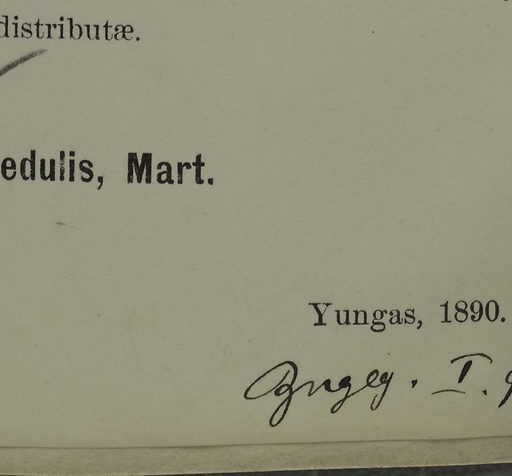 distributæ.
edulis, Mart.
Yungas, 1890.
I.